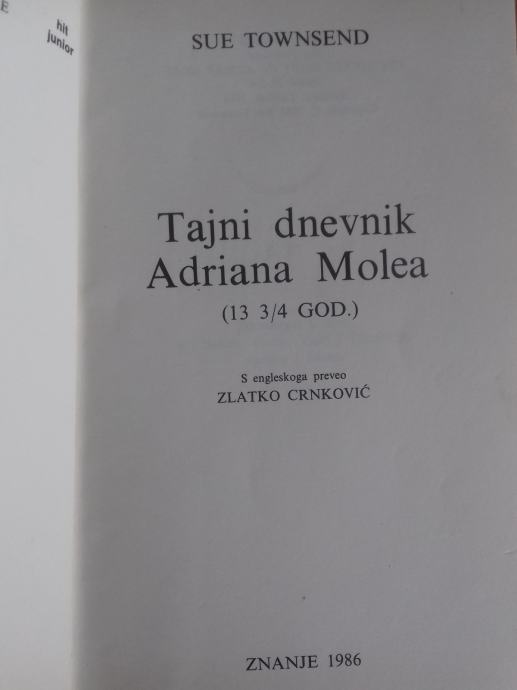 E
hit
junior
SUE TOWNSEND
Tajni dnevnik
Adriana Molea
(13 3/4 GOD.)
S engleskoga preveo
ZLATKO CRNKOVIĆ
ZNANJE 1986